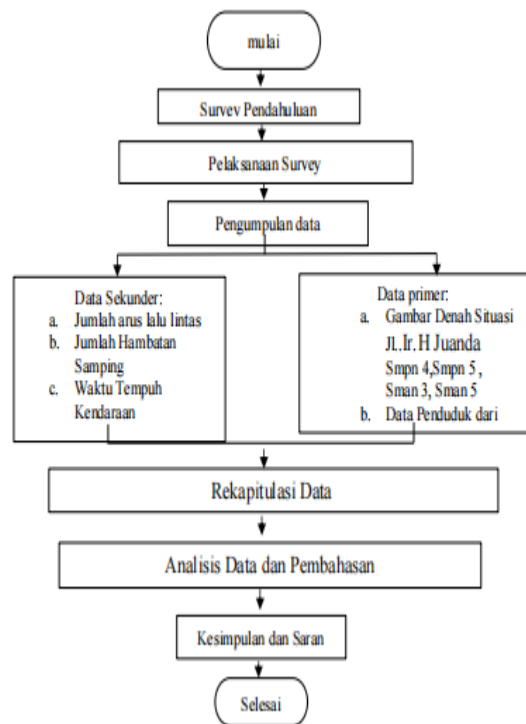 mulai
Survey Pendahuluan
Pelaksanaan Survey
Pengumpulan data
Data Sekunder:
a. Jumlah arus lalu lintas
b. Jumlah Hambatan
Samping
c. Waktu Tempuh
Kendaraan
Data primer:
a. Gambar Denah Situasi
JL.Ir.H Juanda
Smpn 4,Smpn 5 ,
Sman 3, Sman 5
b. Data Penduduk dari
Rekapitulasi Data
Analisis Data dan Pembahasan
Kesimpulan dan Saran
Selesai